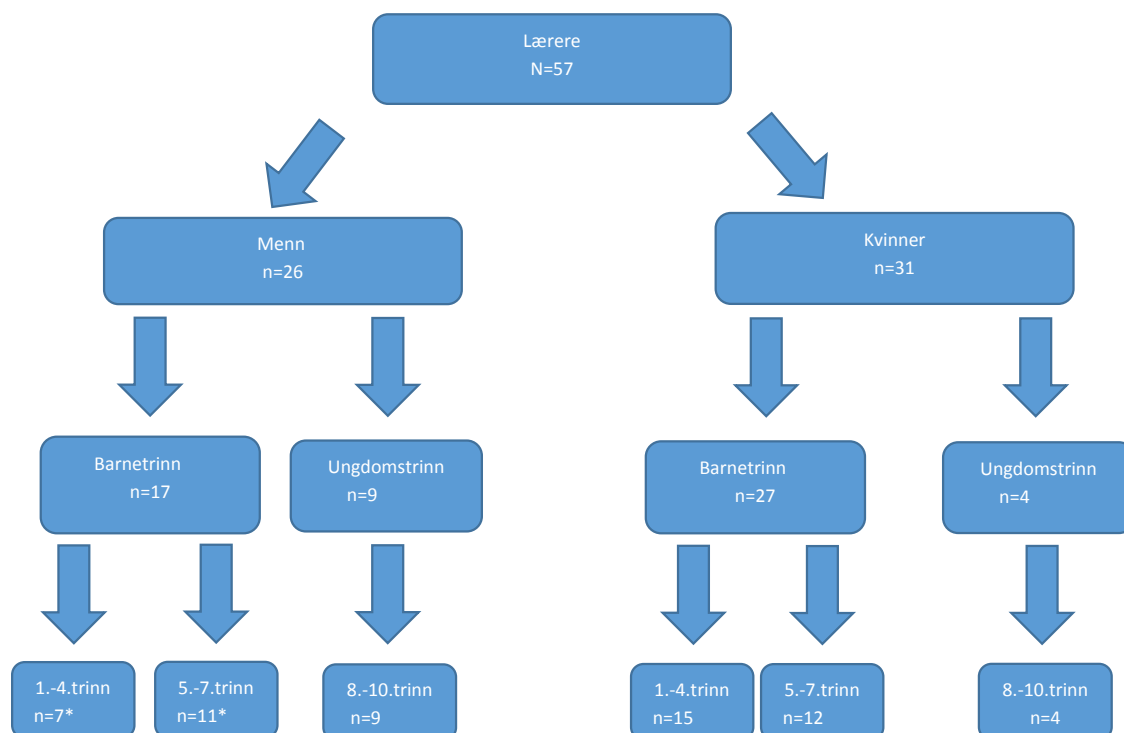 Lærere
N=57
Menn
n=26
Kvinner
n=31
Barnetrinn
n=17
Ungdomstrinn
n=9
Barnetrinn
n=27
Ungdomstrinn
n=4
1.-4.trinn
n=7*
5.-7.trinn
n=11*
8.-10.trinn
n=9
1.-4.trinn
n=15
5.-7.trinn
n=12
8.-10.trinn
n=4